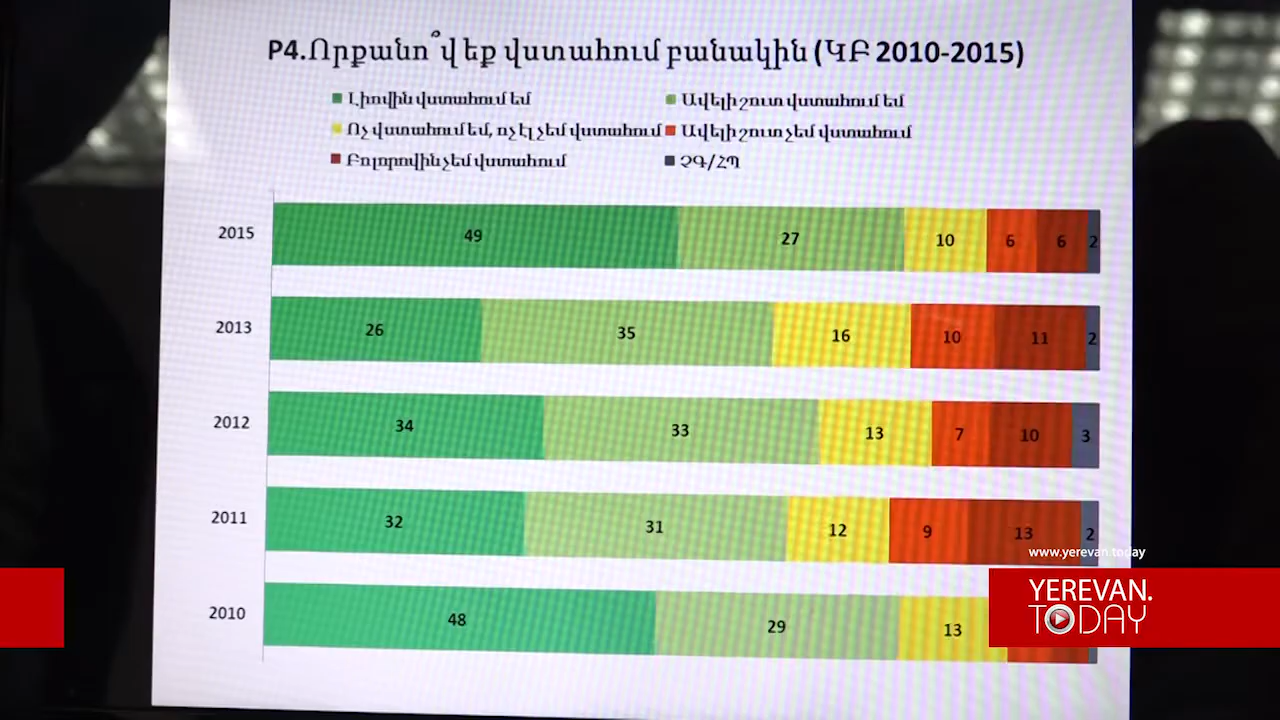 P4.Որքանո՞վ եք վստահում բանակին (ԿԲ 2010-2015)
Լիովին վստահում եմ
Ավելի շուտ վստահում եմ
Ոչ վստահում եմ, ոչ էլ չեմ վստահում
Ավելի շուտ չեմ վստահում
Բոլորովին չեմ վստահում
ՉԳ/ՀՊ
2015 49 27 10 6 6 2
2013 26 35 16 10 11 2
2012 34 33 13 7 10 3
2011 32 31 12 9 13 2
www.yerevan.today
YEREVAN.
TODAY
2010 48 29 13